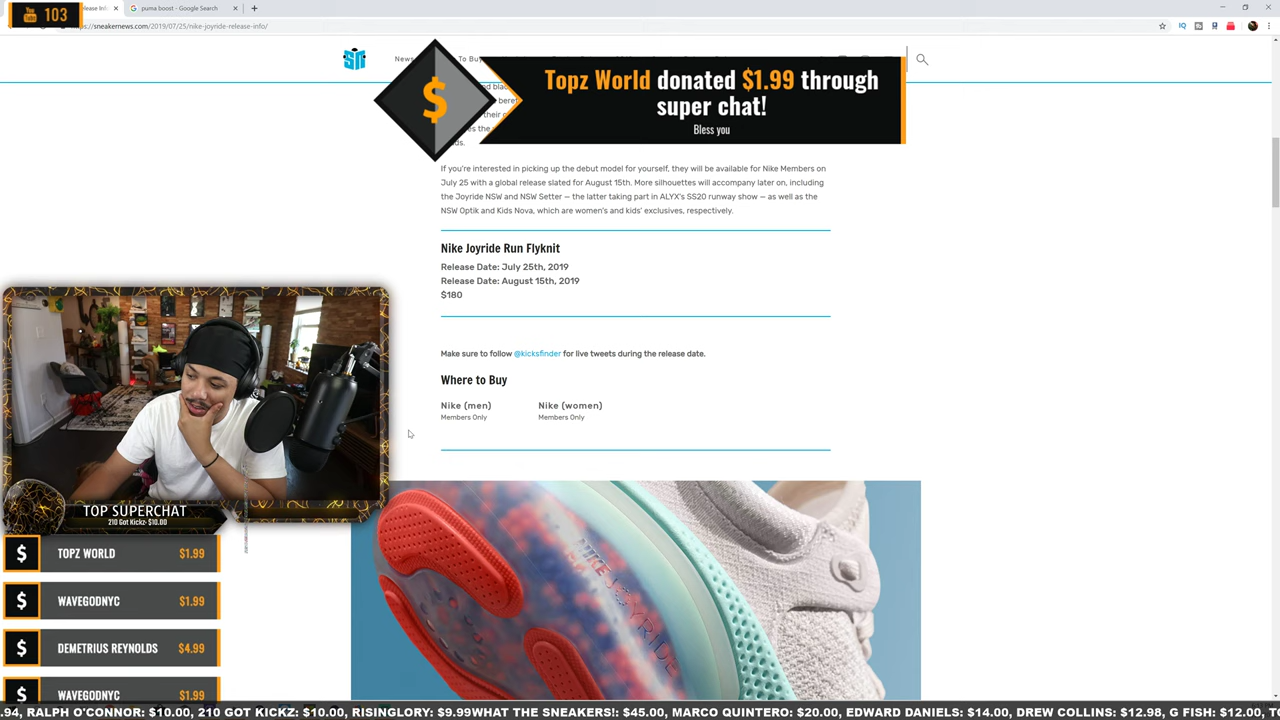 103
puma boost - Google Search
https://sneakernews.com/2019/07/25/nike-joyride-release-info/
Topz World donated $1.99 through
super chat!
Bless you
If you're interested in picking up the debut model for yourself, they will be available for Nike Members on
July 25 with a global release slated for August 15th. More silhouettes will accompany later on, including
the Joyride NSW and NSW Setter — the latter taking part in ALYX's SS20 runway show — as well as the
NSW Optik and Kids Nova, which are women's and kids' exclusives, respectively.
Nike Joyride Run Flyknit
Release Date: July 25th, 2019
Release Date: August 15th, 2019
$180
Make sure to follow @kicksfinder for live tweets during the release date.
Where to Buy
Nike (men) Nike (women)
Members Only Members Only
TOP SUPERCHAT
210 Got Kickz- $10.00
$ TOPZ WORLD $1.99
$ WAVEGODNYC $1.99
$ DEMETRIUS REYNOLDS $4.99
$ WAVEGODNYC $1.99
NIKE JOYRIDE
.94, RALPH O'CONNOR: $10.00, 210 GOT KICKZ: $10.00, RISINGLORY: $9.99WHAT THE SNEAKERS!: $45.00, MARCO QUINTERO: $20.00, EDWARD DANIELS: $14.00, DREW COLLINS: $12.98, G FISH: $12.00, T